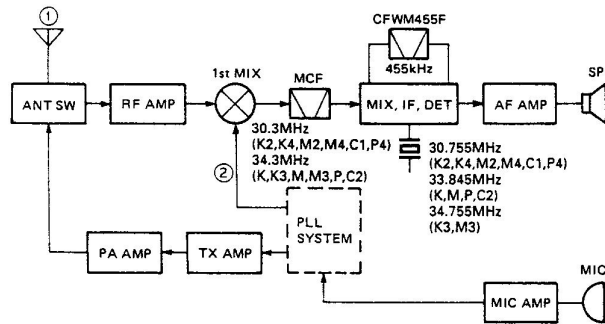 ①
CFWM455F
455kHz
SP
1st MIX
MCF
ANT SW
RF AMP
MIX, IF, DET
AF AMP
30.3MHz
(K2,K4,M2,M4,C1,P4)
34.3MHz
(K,K3,M,M3,P,C2)
30.755MHz
(K2,K4,M2,M4,C1,P4)
33.845MHz
(K,M,P,C2)
34.755MHz
(K3,M3)
②
PLL
SYSTEM
PA AMP
TX AMP
MIC
MIC AMP